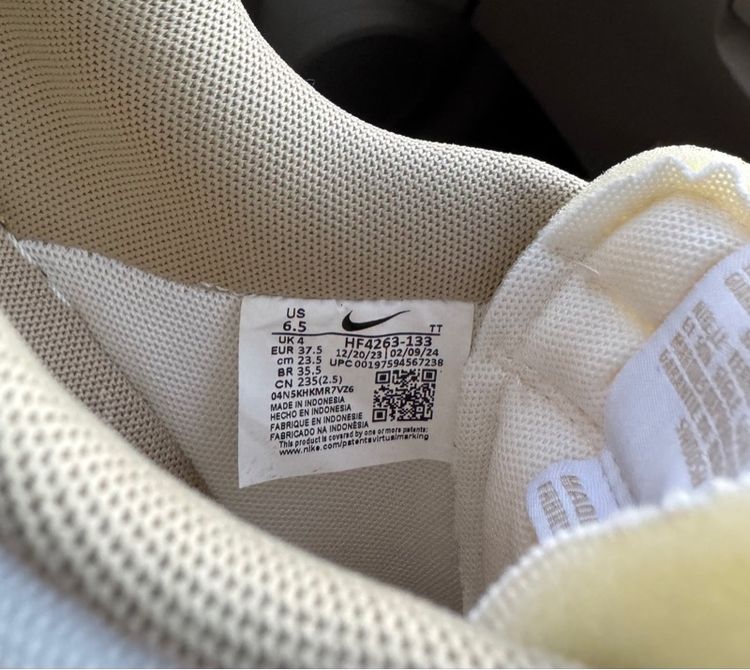 US
6.5
TT
UK 4
HF4263-133
EUR 37.5
12/20/23 | 02/09/24
cm 23.5
UPC 00197594567238
BR 35.5
CN 235(2.5)
04N5KHKMR7VZ6
MADE IN INDONESIA
HECHO EN INDONESIA
FABRIQUE EN INDONESIE
FABRICADO NA INDONÉSIA
This product is covered by one or more patents:
www.nike.com/patentsvirtualmarking